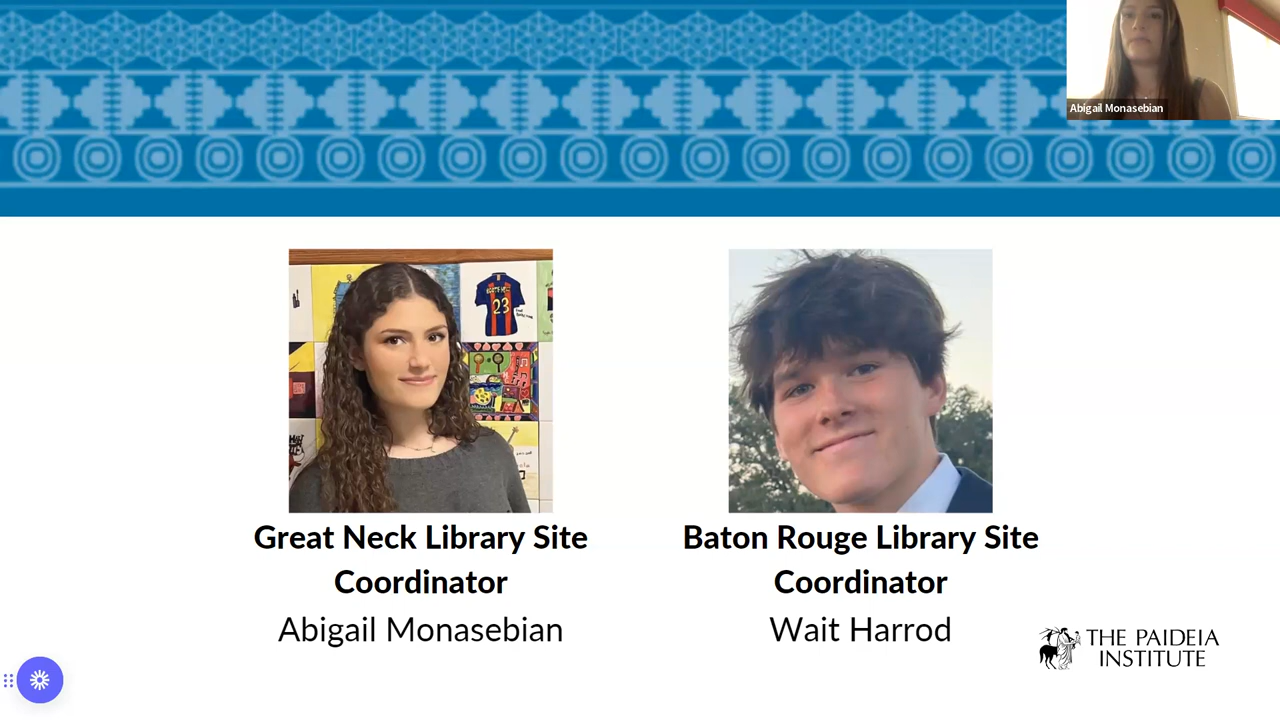 Abigail Monasebian
23
Great Neck Library Site
Coordinator
Abigail Monasebian
Baton Rouge Library Site
Coordinator
Wait Harrod
THE PAIDEIA
INSTITUTE